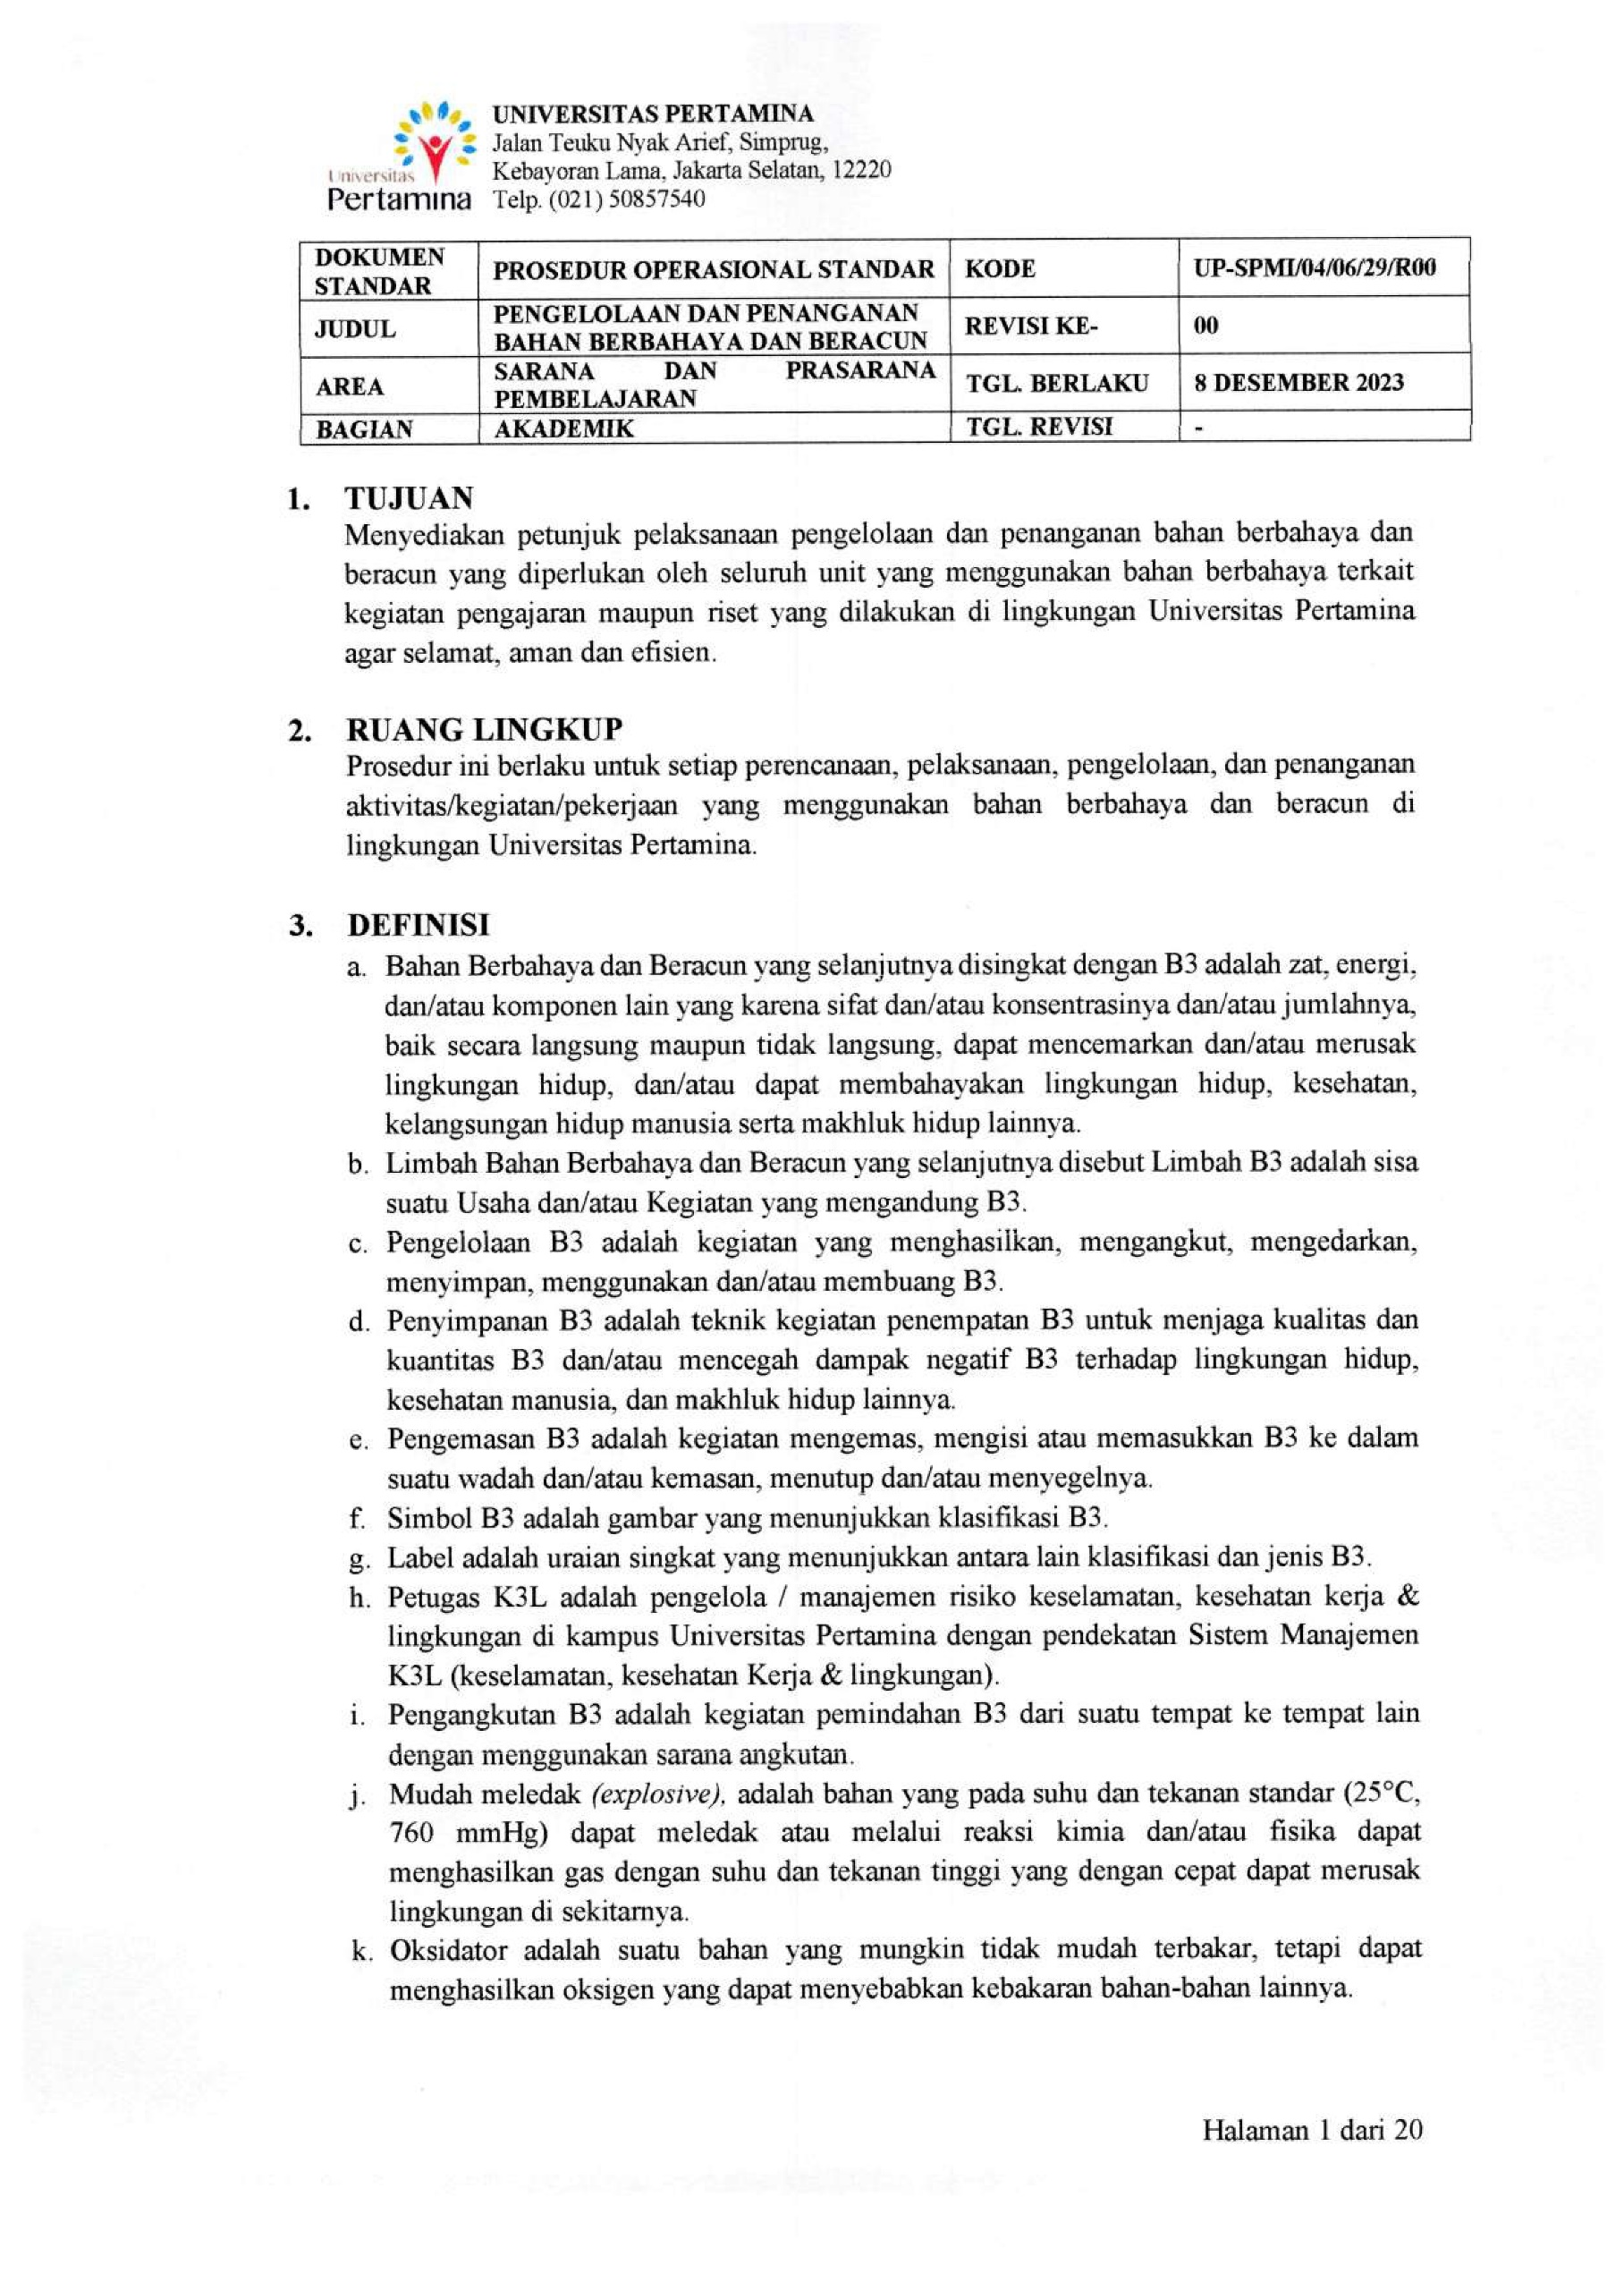 UNIVERSITAS PERTAMINA
Jalan Teuku Nyak Arief, Simprug,
Kebayoran Lama, Jakarta Selatan, 12220
Telp. (021) 50857540
Universitas
Pertamina
DOKUMEN STANDAR PROSEDUR OPERASIONAL STANDAR KODE UP-SPMI/04/06/29/R00
JUDUL PENGELOLAAN DAN PENANGANAN BAHAN BERBAHAYA DAN BERACUN REVISI KE- 00
AREA SARANA DAN PRASARANA PEMBELAJARAN TGL. BERLAKU 8 DESEMBER 2023
BAGIAN AKADEMIK TGL. REVISI -
1. TUJUAN
Menyediakan petunjuk pelaksanaan pengelolaan dan penanganan bahan berbahaya dan
beracun yang diperlukan oleh seluruh unit yang menggunakan bahan berbahaya terkait
kegiatan pengajaran maupun riset yang dilakukan di lingkungan Universitas Pertamina
agar selamat, aman dan efisien.
2. RUANG LINGKUP
Prosedur ini berlaku untuk setiap perencanaan, pelaksanaan, pengelolaan, dan penanganan
aktivitas/kegiatan/pekerjaan yang menggunakan bahan berbahaya dan beracun di
lingkungan Universitas Pertamina.
3. DEFINISI
a. Bahan Berbahaya dan Beracun yang selanjutnya disingkat dengan B3 adalah zat, energi,
dan/atau komponen lain yang karena sifat dan/atau konsentrasinya dan/atau jumlahnya,
baik secara langsung maupun tidak langsung, dapat mencemarkan dan/atau merusak
lingkungan hidup, dan/atau dapat membahayakan lingkungan hidup, kesehatan,
kelangsungan hidup manusia serta makhluk hidup lainnya.
b. Limbah Bahan Berbahaya dan Beracun yang selanjutnya disebut Limbah B3 adalah sisa
suatu Usaha dan/atau Kegiatan yang mengandung B3.
c. Pengelolaan B3 adalah kegiatan yang menghasilkan, mengangkut, mengedarkan,
menyimpan, menggunakan dan/atau membuang B3.
d. Penyimpanan B3 adalah teknik kegiatan penempatan B3 untuk menjaga kualitas dan
kuantitas B3 dan/atau mencegah dampak negatif B3 terhadap lingkungan hidup,
kesehatan manusia, dan makhluk hidup lainnya.
e. Pengemasan B3 adalah kegiatan mengemas, mengisi atau memasukkan B3 ke dalam
suatu wadah dan/atau kemasan, menutup dan/atau menyegelnya.
f. Simbol B3 adalah gambar yang menunjukkan klasifikasi B3.
g. Label adalah uraian singkat yang menunjukkan antara lain klasifikasi dan jenis B3.
h. Petugas K3L adalah pengelola / manajemen risiko keselamatan, kesehatan kerja &
lingkungan di kampus Universitas Pertamina dengan pendekatan Sistem Manajemen
K3L (keselamatan, kesehatan Kerja & lingkungan).
i. Pengangkutan B3 adalah kegiatan pemindahan B3 dari suatu tempat ke tempat lain
dengan menggunakan sarana angkutan.
j. Mudah meledak (explosive), adalah bahan yang pada suhu dan tekanan standar (25°C,
760 mmHg) dapat meledak atau melalui reaksi kimia dan/atau fisika dapat
menghasilkan gas dengan suhu dan tekanan tinggi yang dengan cepat dapat merusak
lingkungan di sekitarnya.
k. Oksidator adalah suatu bahan yang mungkin tidak mudah terbakar, tetapi dapat
menghasilkan oksigen yang dapat menyebabkan kebakaran bahan-bahan lainnya.
Halaman 1 dari 20